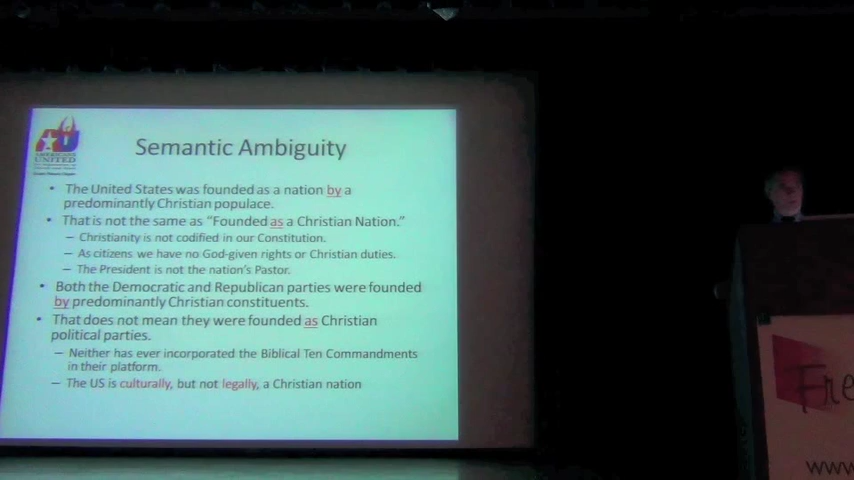 AU
AMERICANS
UNITED
Semantic Ambiguity
• The United States was founded as a nation by a
predominantly Christian populace.
• That is not the same as "Founded as a Christian Nation."
– Christianity is not codified in our Constitution.
– As citizens we have no God-given rights or Christian duties.
– The President is not the nation's Pastor.
• Both the Democratic and Republican parties were founded
by predominantly Christian constituents.
• That does not mean they were founded as Christian
political parties.
– Neither has ever incorporated the Biblical Ten Commandments
in their platform.
– The US is culturally, but not legally, a Christian nation
Fre
www